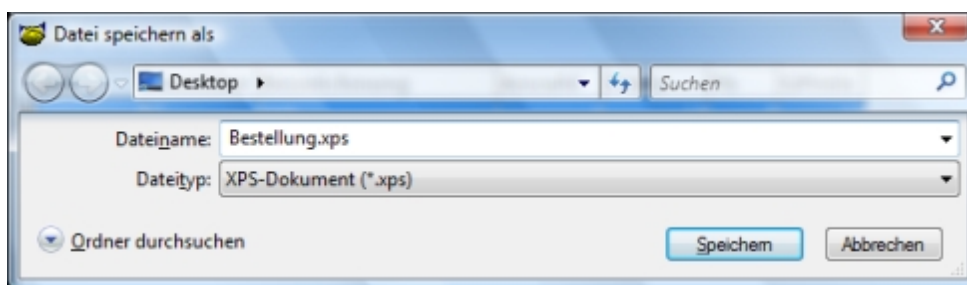 Datei speichern als
Desktop
Suchen
Dateiname: Bestellung.xps
Dateityp: XPS-Dokument (*.xps)
Ordner durchsuchen Speichern Abbrechen